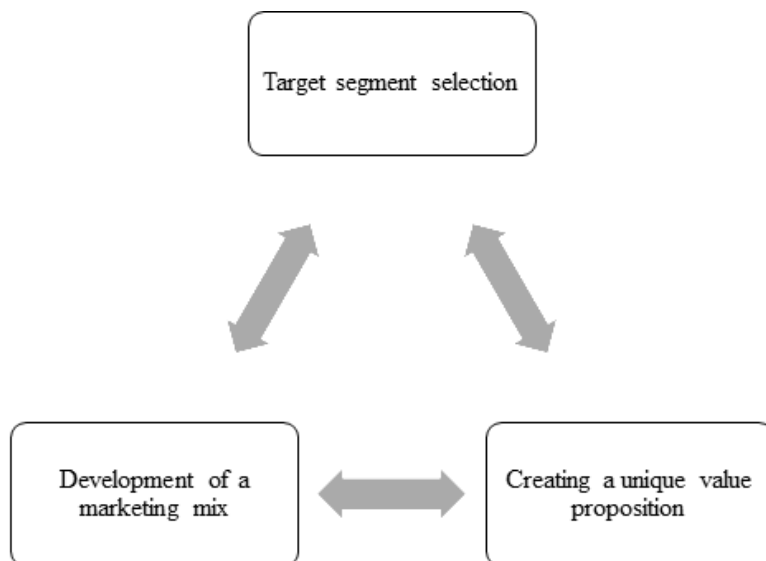 Target segment selection
Development of a
marketing mix
Creating a unique value
proposition